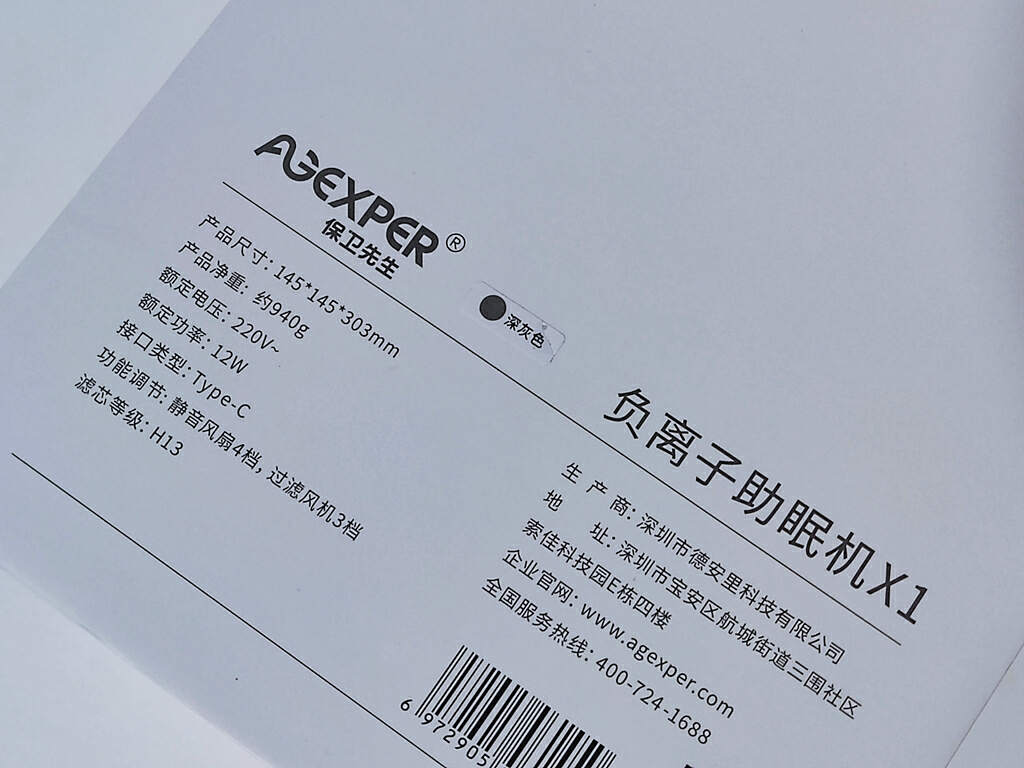 AGEXPER®
保卫先生
深灰色
负离子助眠机X1
产品尺寸: 145*145*303mm
产品净重: 约940g
额定电压: 220V~
额定功率: 12W
接口类型: Type-C
功能调节: 静音风扇4档, 过滤风机3档
滤芯等级: H13
生 产 商: 深圳市德安里科技有限公司
地 址: 深圳市宝安区航城街道三围社区
索佳科技园E栋四楼
企业官网: www.agexper.com
全国服务热线: 400-724-1688
6 972905